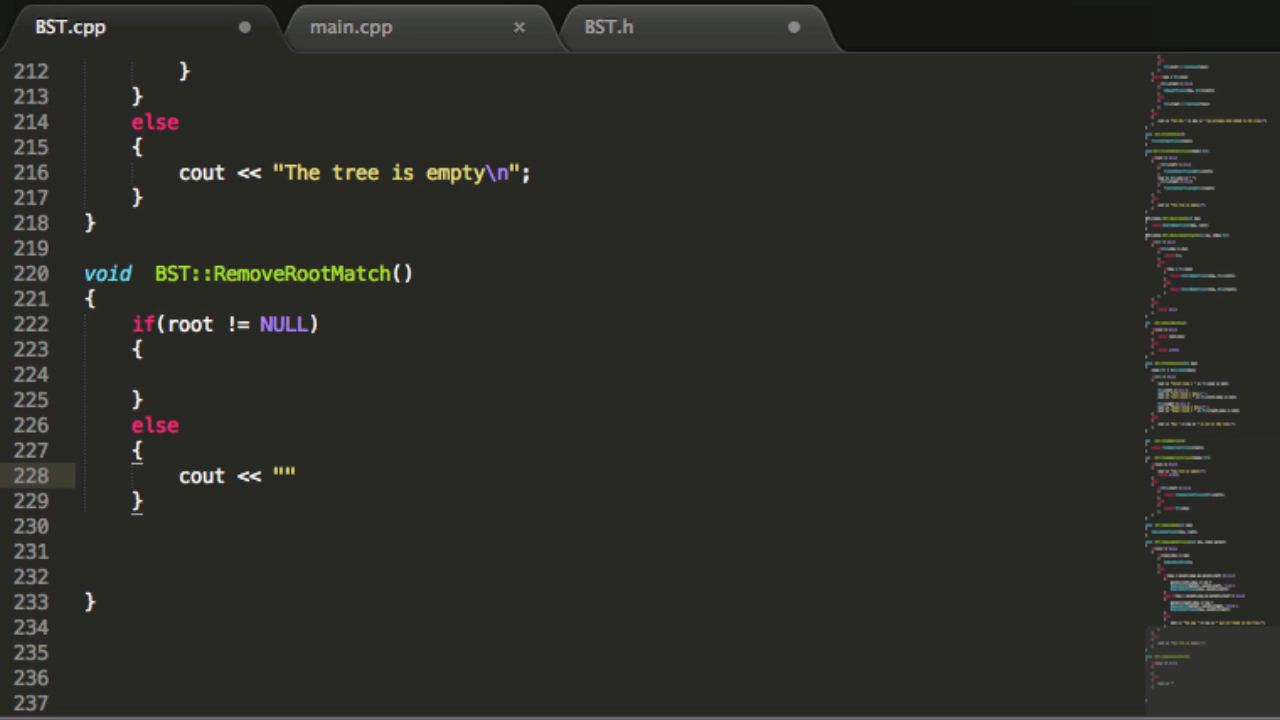 BST.cpp main.cpp × BST.h
212 }
213 }
214 else
215 {
216 cout << "The tree is empty\n";
217 }
218 }
219
220 void BST::RemoveRootMatch()
221 {
222 if(root != NULL)
223 {
224
225 }
226 else
227 {
228 cout << ""
229 }
230
231
232
233 }
234
235
236
237